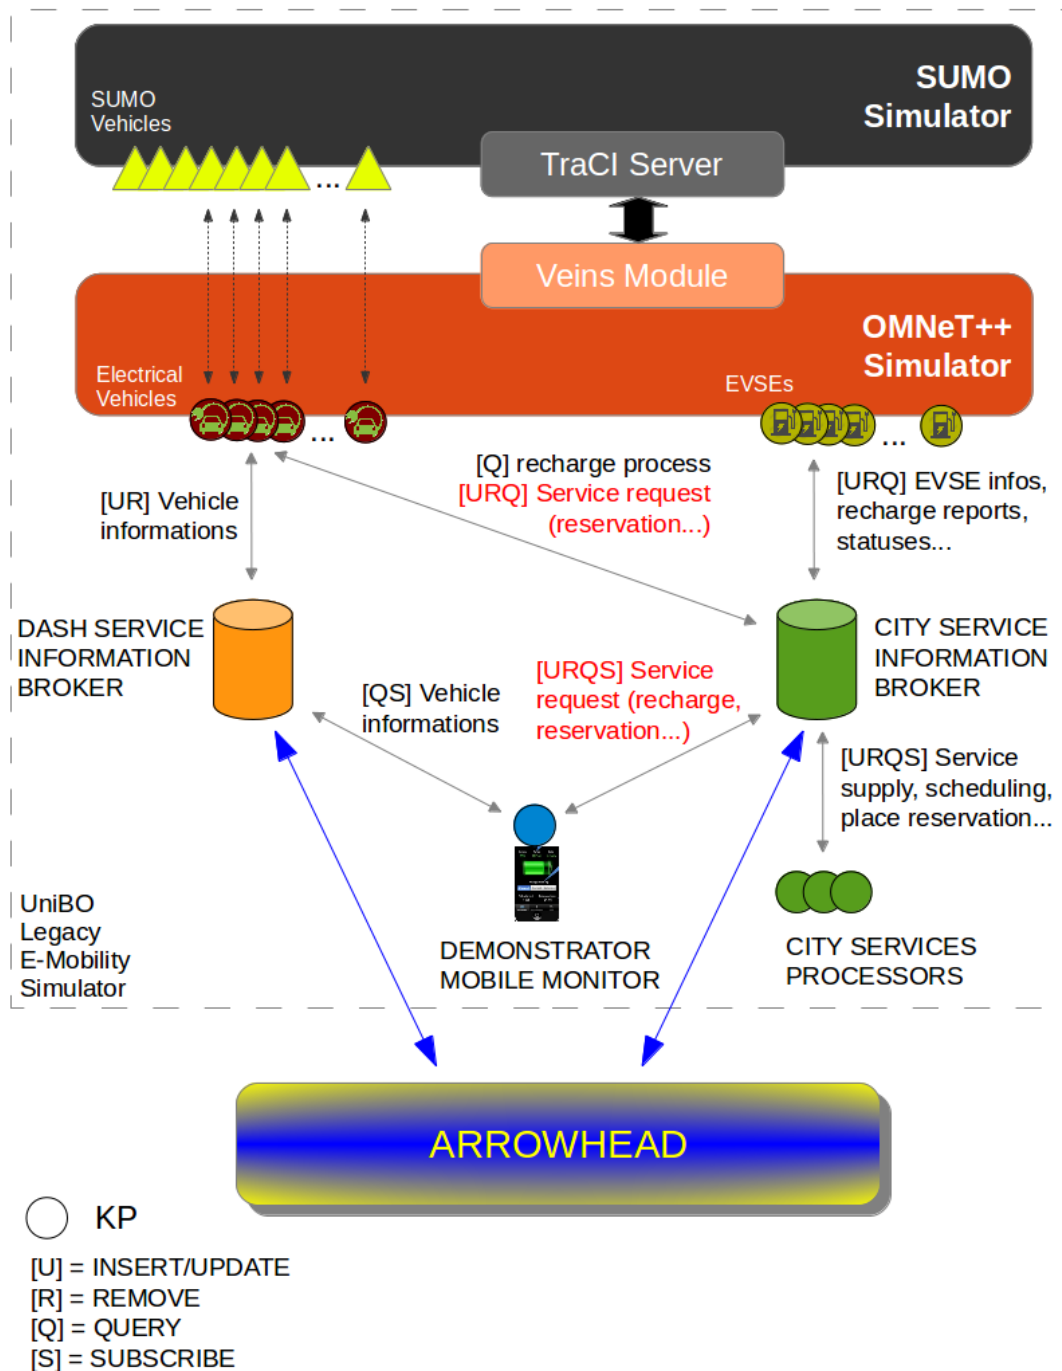 SUMO
Simulator
SUMO
Vehicles
...
TraCI Server
Veins Module
OMNeT++
Simulator
Electrical
Vehicles
EVSEs
...
...
[UR] Vehicle
informations
[Q] recharge process
[URQ] Service request
(reservation...)
[URQ] EVSE infos,
recharge reports,
statuses...
DASH SERVICE
INFORMATION
BROKER
CITY SERVICE
INFORMATION
BROKER
[QS] Vehicle
informations
[URQS] Service
request (recharge,
reservation...)
[URQS] Service
supply, scheduling,
place reservation...
UniBO
Legacy
E-Mobility
Simulator
DEMONSTRATOR
MOBILE MONITOR
CITY SERVICES
PROCESSORS
ARROWHEAD
KP
[U] = INSERT/UPDATE
[R] = REMOVE
[Q] = QUERY
[S] = SUBSCRIBE